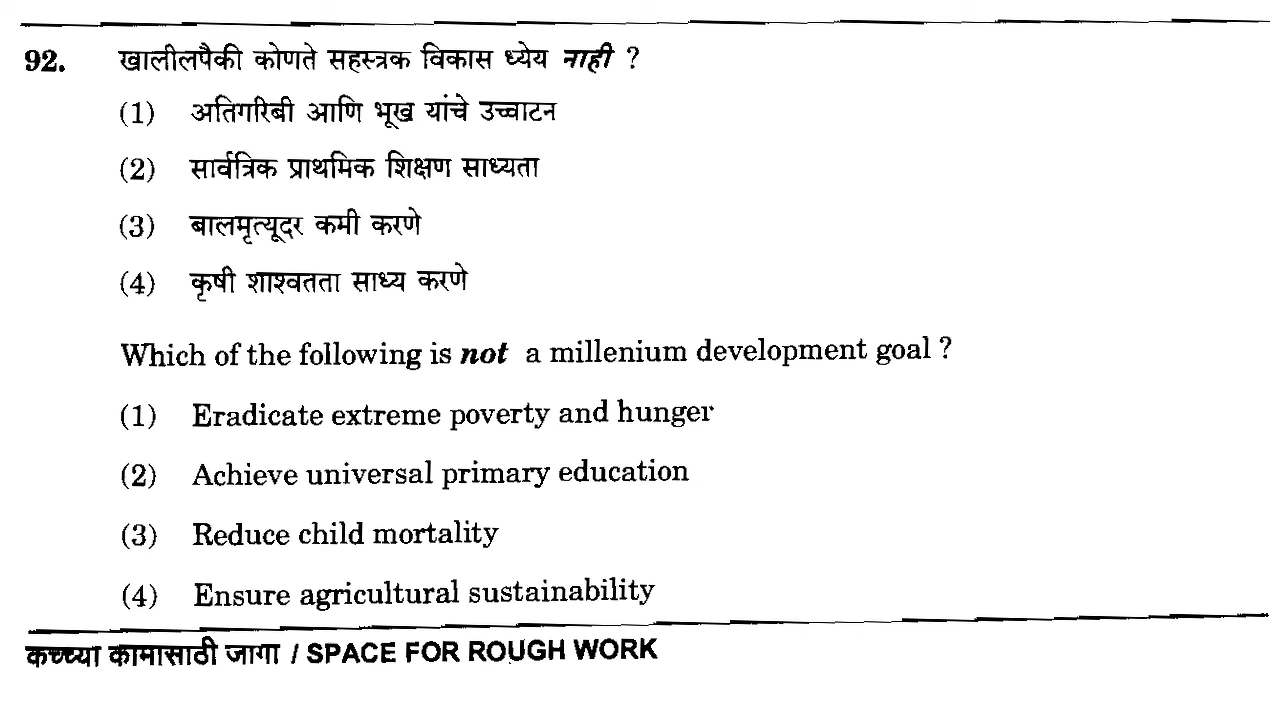 92. खालीलपैकी कोणते सहस्त्रक विकास ध्येय नाही ?
(1) अतिगरिबी आणि भूख यांचे उच्चाटन
(2) सार्वत्रिक प्राथमिक शिक्षण साध्यता
(3) बालमृत्यूदर कमी करणे
(4) कृषी शाश्वतता साध्य करणे
Which of the following is not a millenium development goal ?
(1) Eradicate extreme poverty and hunger
(2) Achieve universal primary education
(3) Reduce child mortality
(4) Ensure agricultural sustainability
कच्च्या कामासाठी जागा / SPACE FOR ROUGH WORK